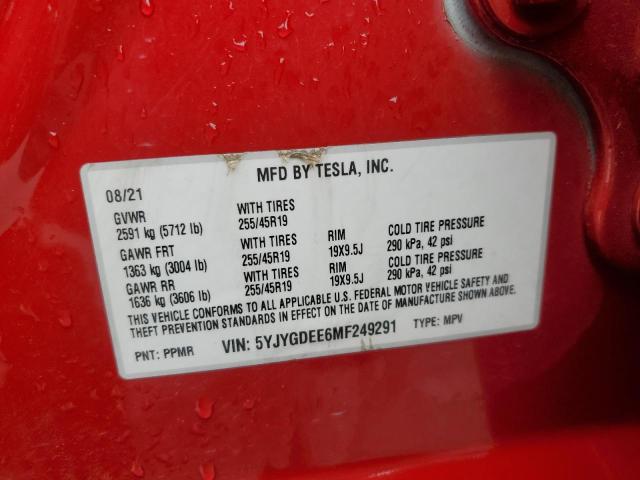 MFD BY TESLA, INC.
08/21
GVWR WITH TIRES
2591 kg (5712 lb) 255/45R19
GAWR FRT WITH TIRES RIM COLD TIRE PRESSURE
1363 kg (3004 lb) 255/45R19 19X9.5J 290 kPa, 42 psi
GAWR RR WITH TIRES RIM COLD TIRE PRESSURE
1636 kg (3606 lb) 255/45R19 19X9.5J 290 kPa, 42 psi
THIS VEHICLE CONFORMS TO ALL APPLICABLE U.S. FEDERAL MOTOR VEHICLE SAFETY AND
THEFT PREVENTION STANDARDS IN EFFECT ON THE DATE OF MANUFACTURE SHOWN ABOVE.
PNT: PPMR VIN: 5YJYGDEE6MF249291 TYPE: MPV